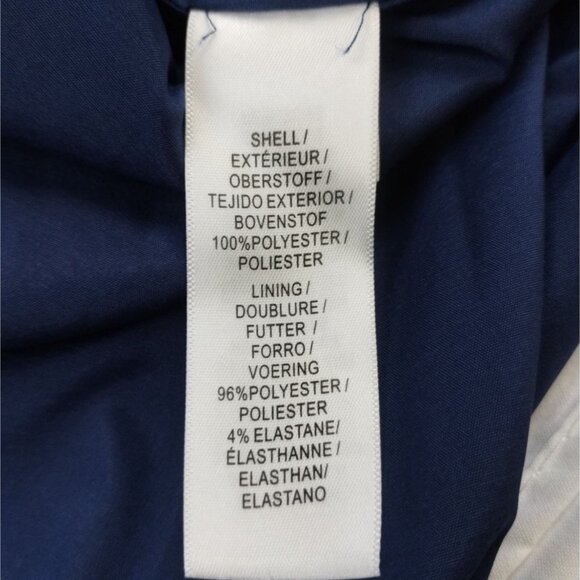 SHELL/
EXTÉRIEUR/
OBERSTOFF/
TEJIDO EXTERIOR/
BOVENSTOF
100%POLYESTER/
POLIESTER
LINING/
DOUBLURE/
FUTTER/
FORRO/
VOERING
96%POLYESTER/
POLIESTER
4% ELASTANE/
ÉLASTHANNE/
ELASTHAN/
ELASTANO